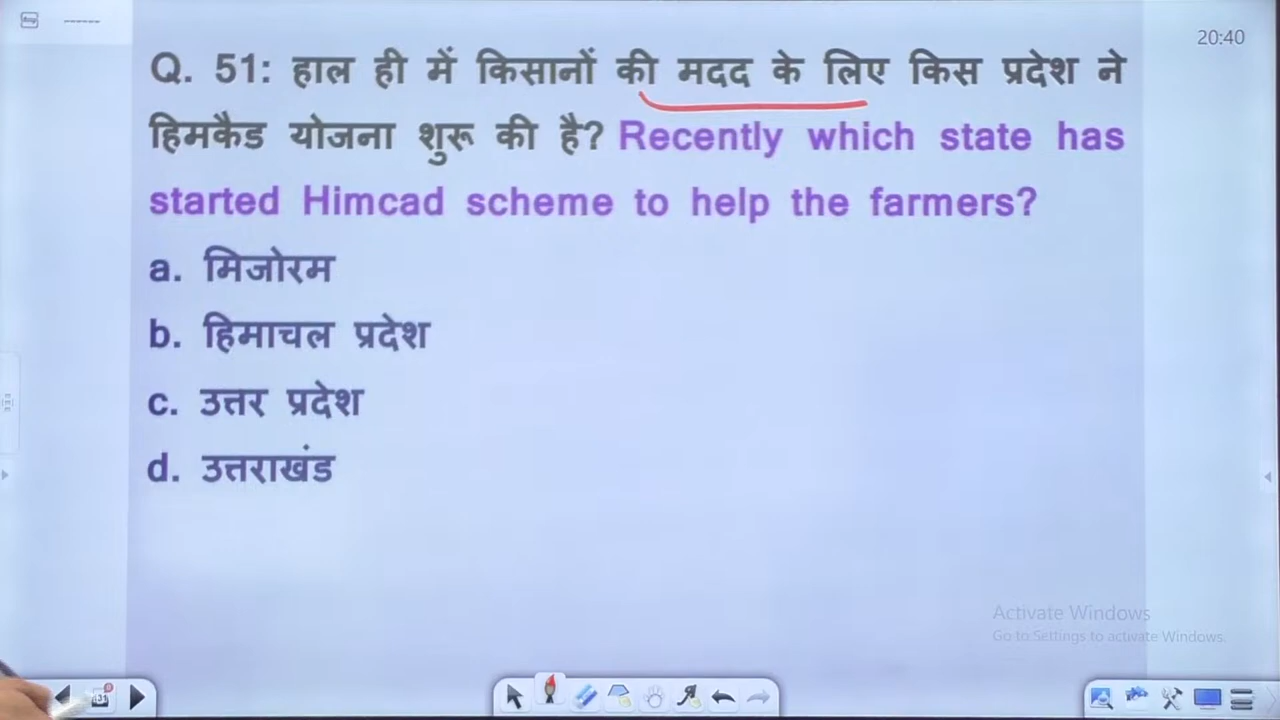 20:40
Q. 51: हाल ही में किसानों की मदद के लिए किस प्रदेश ने
हिमकैड योजना शुरू की है? Recently which state has
started Himcad scheme to help the farmers?
a. मिजोरम
b. हिमाचल प्रदेश
c. उत्तर प्रदेश
d. उत्तराखंड
Activate Windows
Go to Settings to activate Windows.